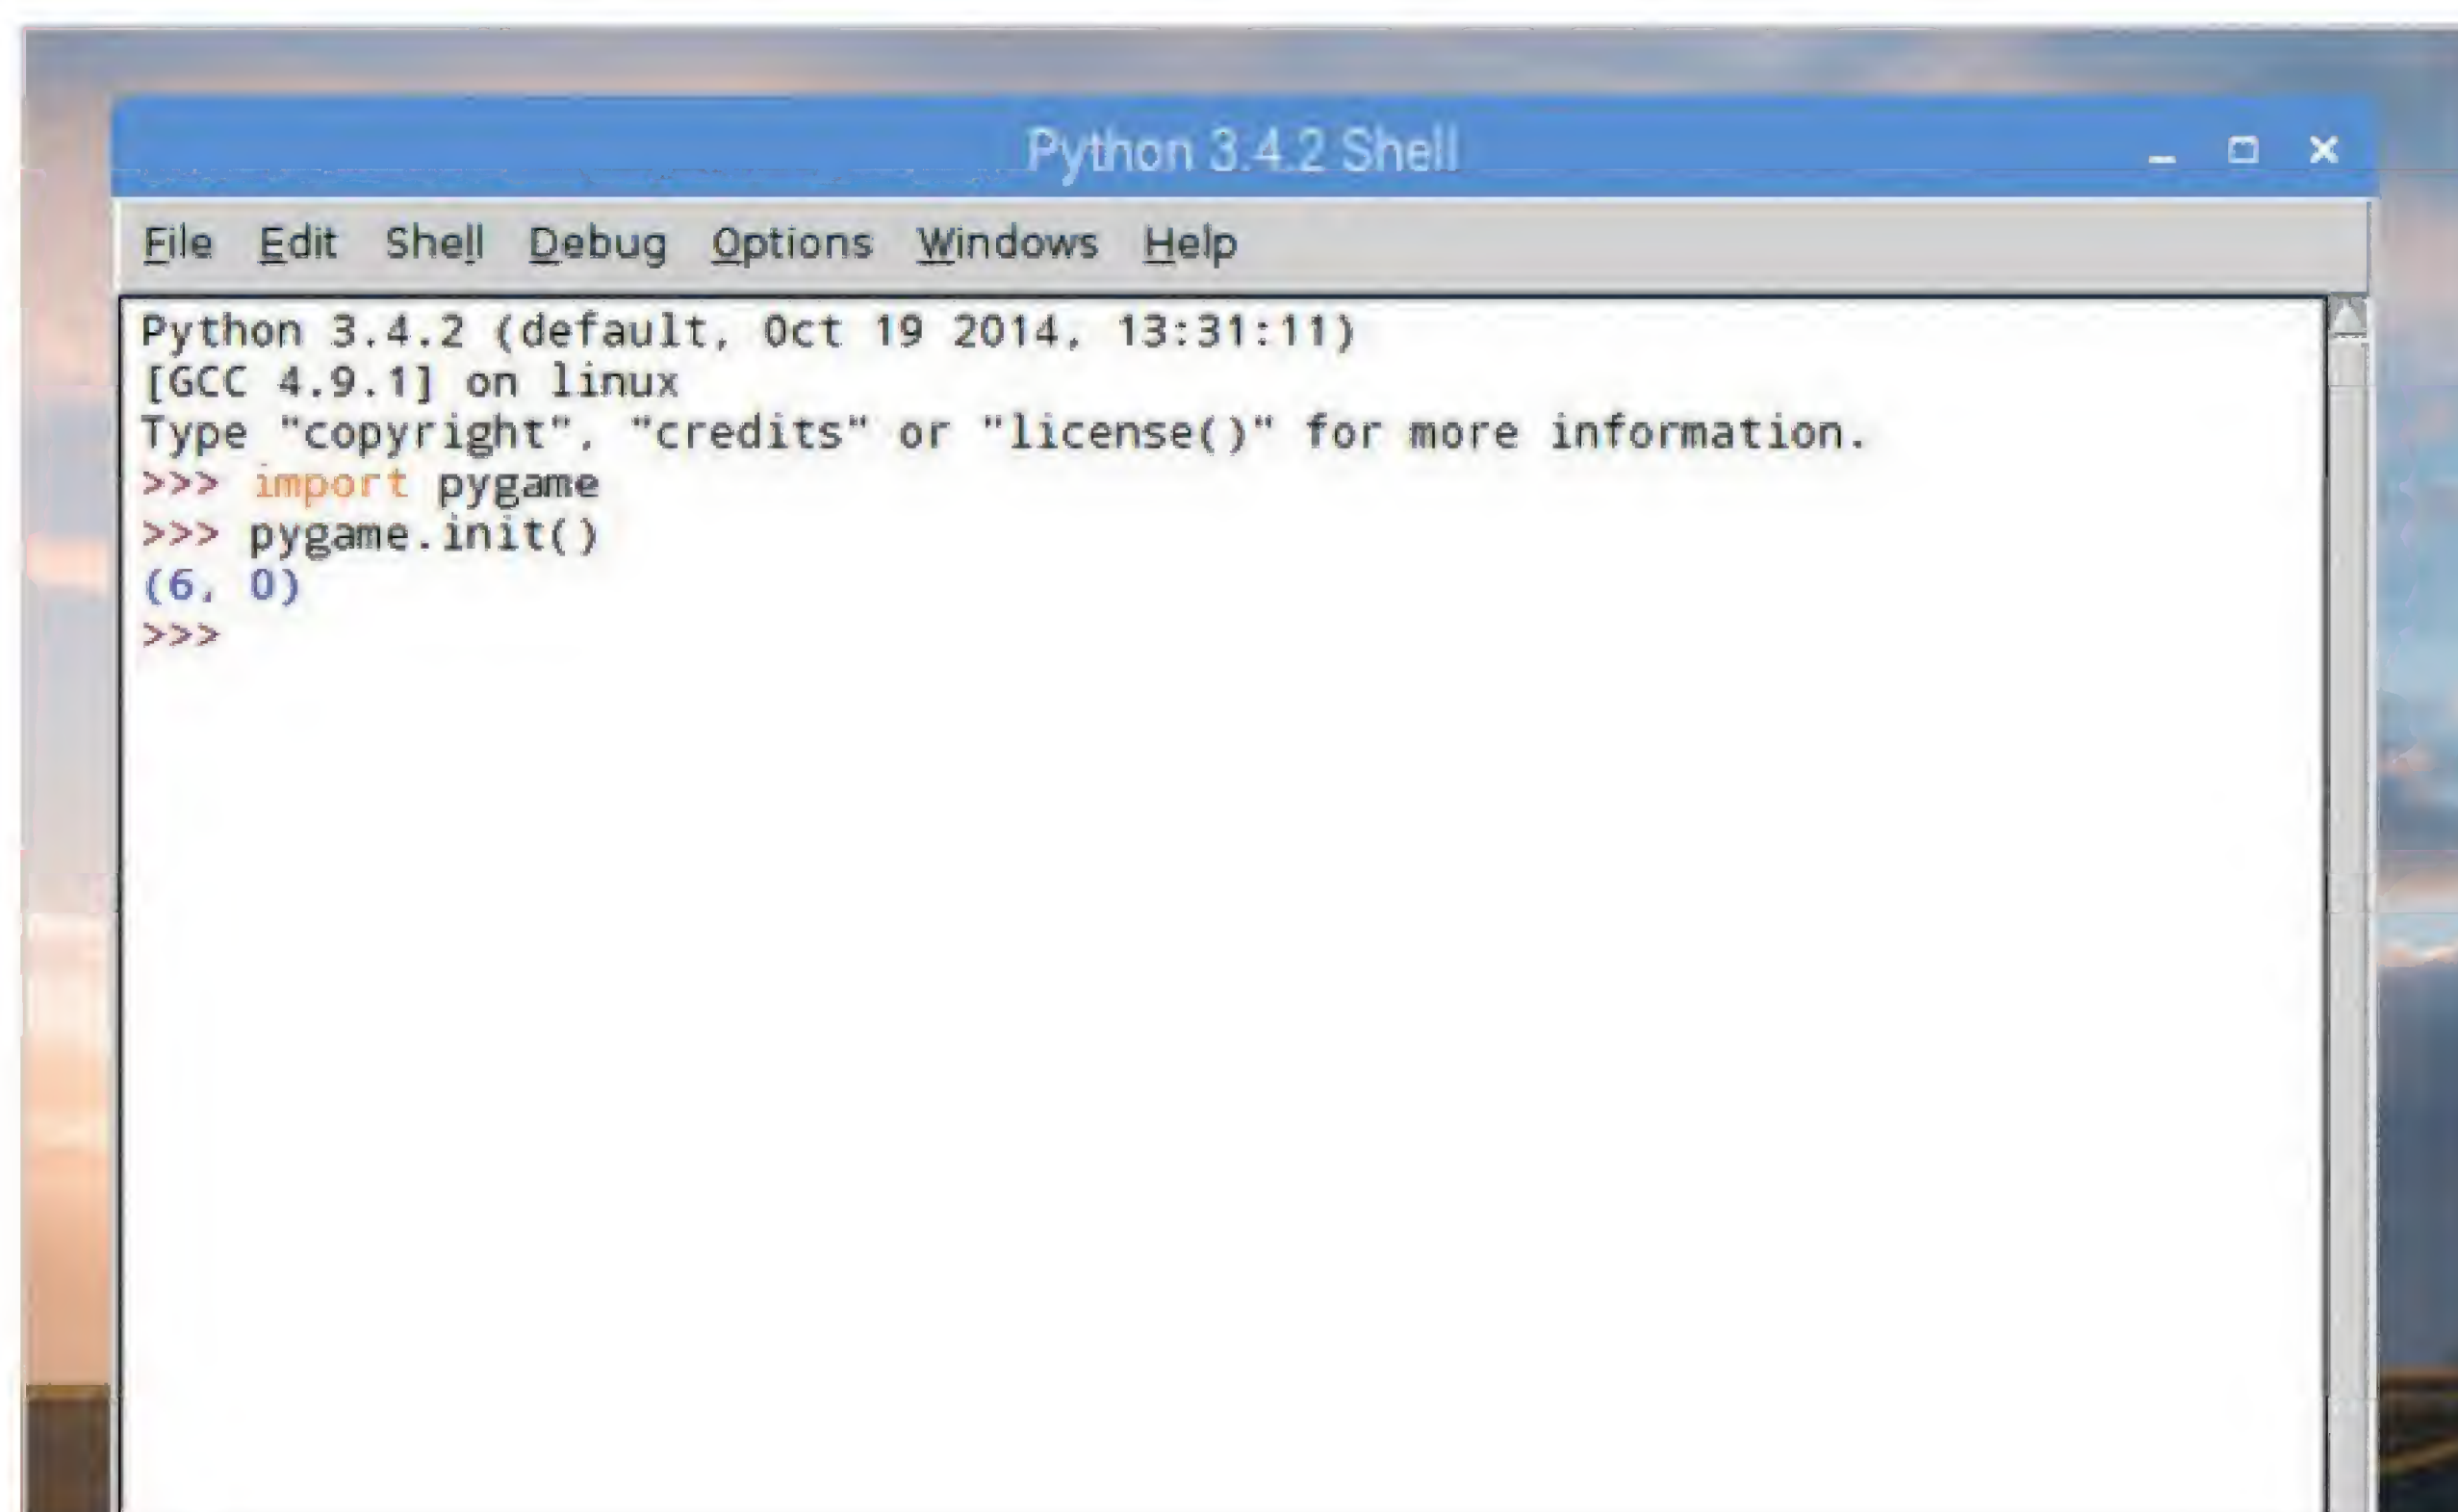 Python 3.4.2 Shell
File Edit Shell Debug Options Windows Help
Python 3.4.2 (default, Oct 19 2014, 13:31:11)
[GCC 4.9.1] on linux
Type "copyright", "credits" or "license()" for more information.
>>> import pygame
>>> pygame.init()
(6, 0)
>>>